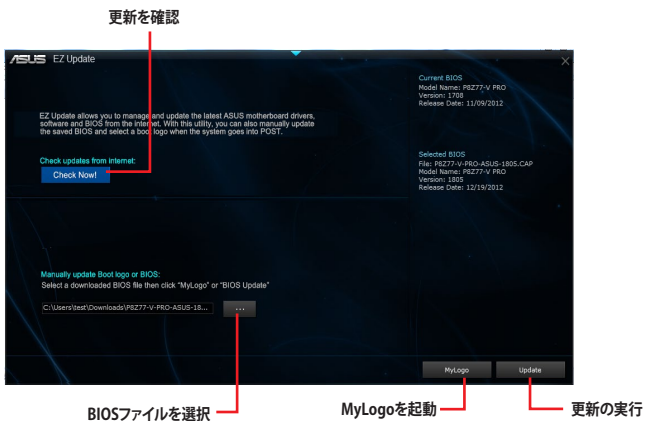 更新を確認
ASUS EZ Update
Current BIOS
Model Name: P8Z77-V PRO
Version: 1708
Release Date: 11/09/2012
EZ Update allows you to manage and update the latest ASUS motherboard drivers,
software and BIOS from the internet. With this utility, you can also manually update
the saved BIOS and select a boot logo when the system goes into POST.
Check updates from internet:
Check Now!
Selected BIOS
File: P8Z77-V-PRO-ASUS-1805.CAP
Model Name: P8Z77-V PRO
Version: 1805
Release Date: 12/19/2012
Manually update Boot logo or BIOS:
Select a downloaded BIOS file then click "MyLogo" or "BIOS Update"
C:\Users\test\Downloads\P8Z77-V-PRO-ASUS-18...
...
MyLogo
Update
BIOSファイルを選択
MyLogoを起動
更新の実行